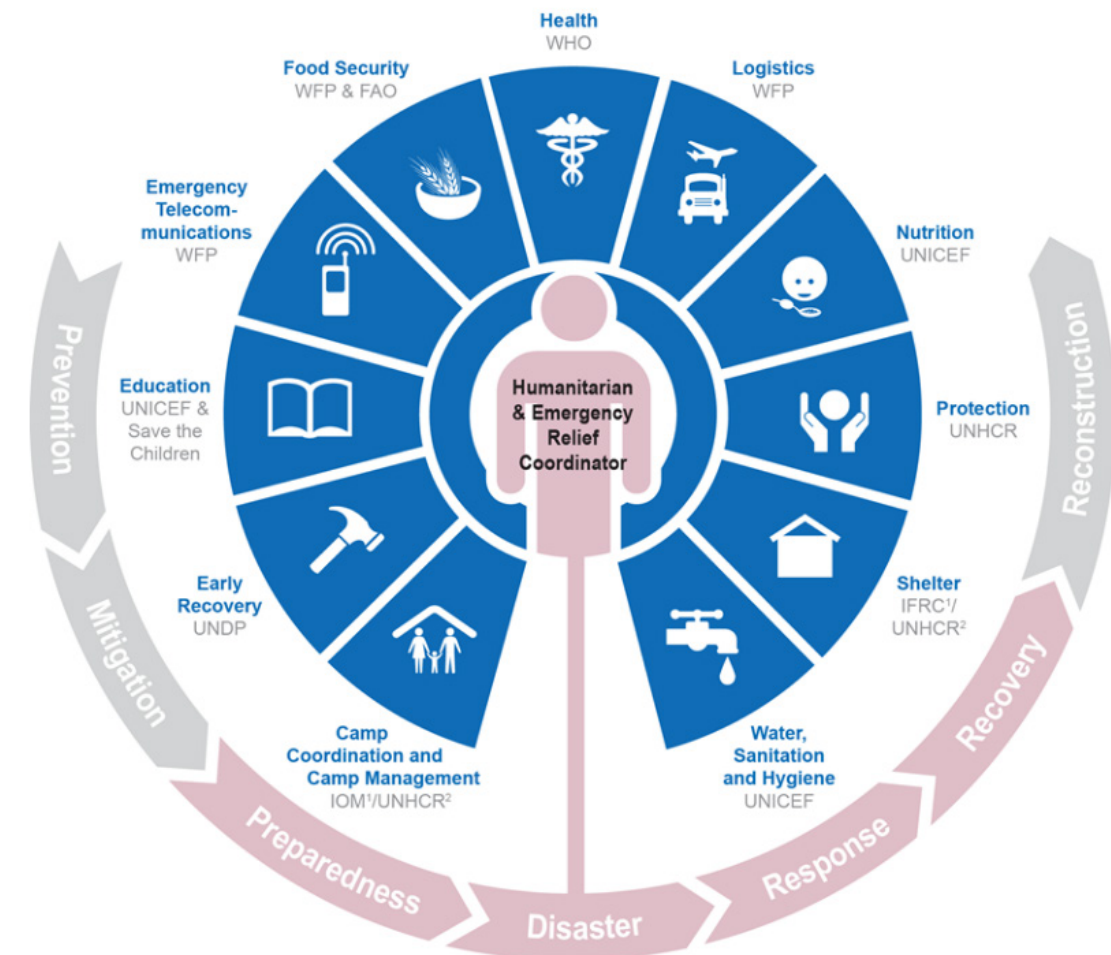 Health
WHO
Food Security
WFP & FAO
Logistics
WFP
Emergency
Telecom-
munications
WFP
Nutrition
UNICEF
Education
UNICEF &
Save the
Children
Humanitarian
& Emergency
Relief
Coordinator
Protection
UNHCR
Early
Recovery
UNDP
Shelter
IFRC¹/
UNHCR²
Camp
Coordination and
Camp Management
IOM¹/UNHCR²
Water,
Sanitation
and Hygiene
UNICEF
Prevention
Mitigation
Preparedness
Disaster
Response
Recovery
Reconstruction